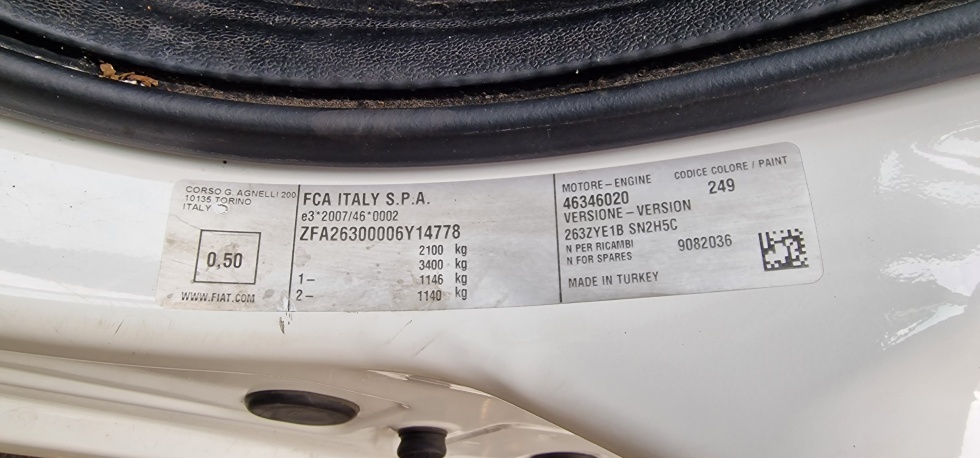 CORSO G. AGNELLI 200
10135 TORINO
ITALY
0,50
WWW.FIAT.COM
FCA ITALY S.P.A.
e3*2007/46*0002
ZFA26300006Y14778
2100 kg
3400 kg
1– 1146 kg
2– 1140 kg
MOTORE–ENGINE
46346020
VERSIONE–VERSION
263ZYE1B SN2H5C
N PER RICAMBI
N FOR SPARES
9082036
MADE IN TURKEY
CODICE COLORE / PAINT
249